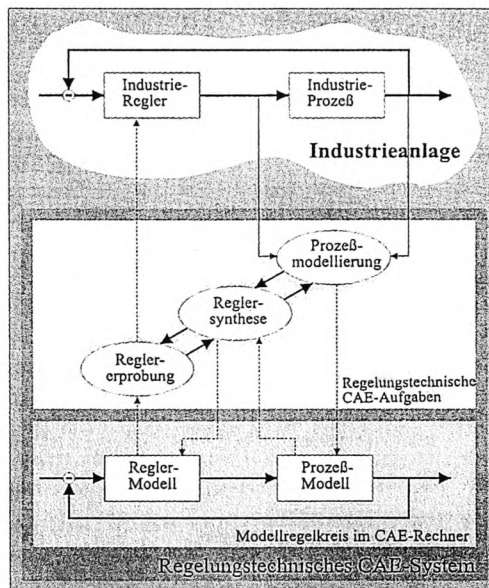 Industrie-
Regler
Industrie-
Prozeß
Industrieanlage
Prozeß-
modellierung
Regler-
synthese
Regler-
erprobung
Regelungstechnische
CAE-Aufgaben
Regler-
Modell
Prozeß-
Modell
Modellregelkreis im CAE-Rechner
Regelungstechnisches CAE-System